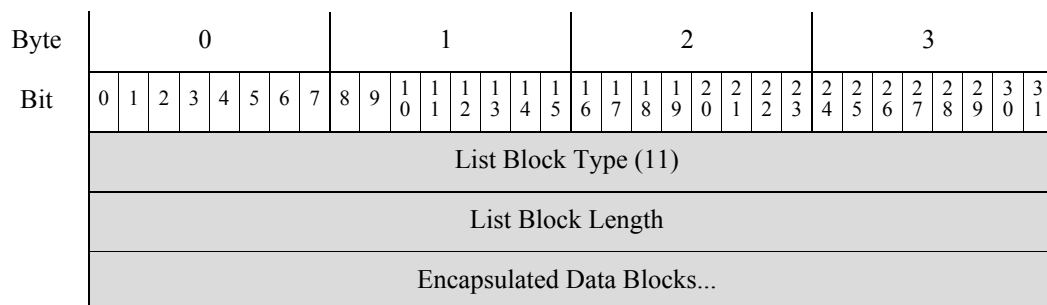 Byte 0 1 2 3
Bit 0 1 2 3 4 5 6 7 8 9 10 11 12 13 14 15 16 17 18 19 20 21 22 23 24 25 26 27 28 29 30 31
List Block Type (11)
List Block Length
Encapsulated Data Blocks...